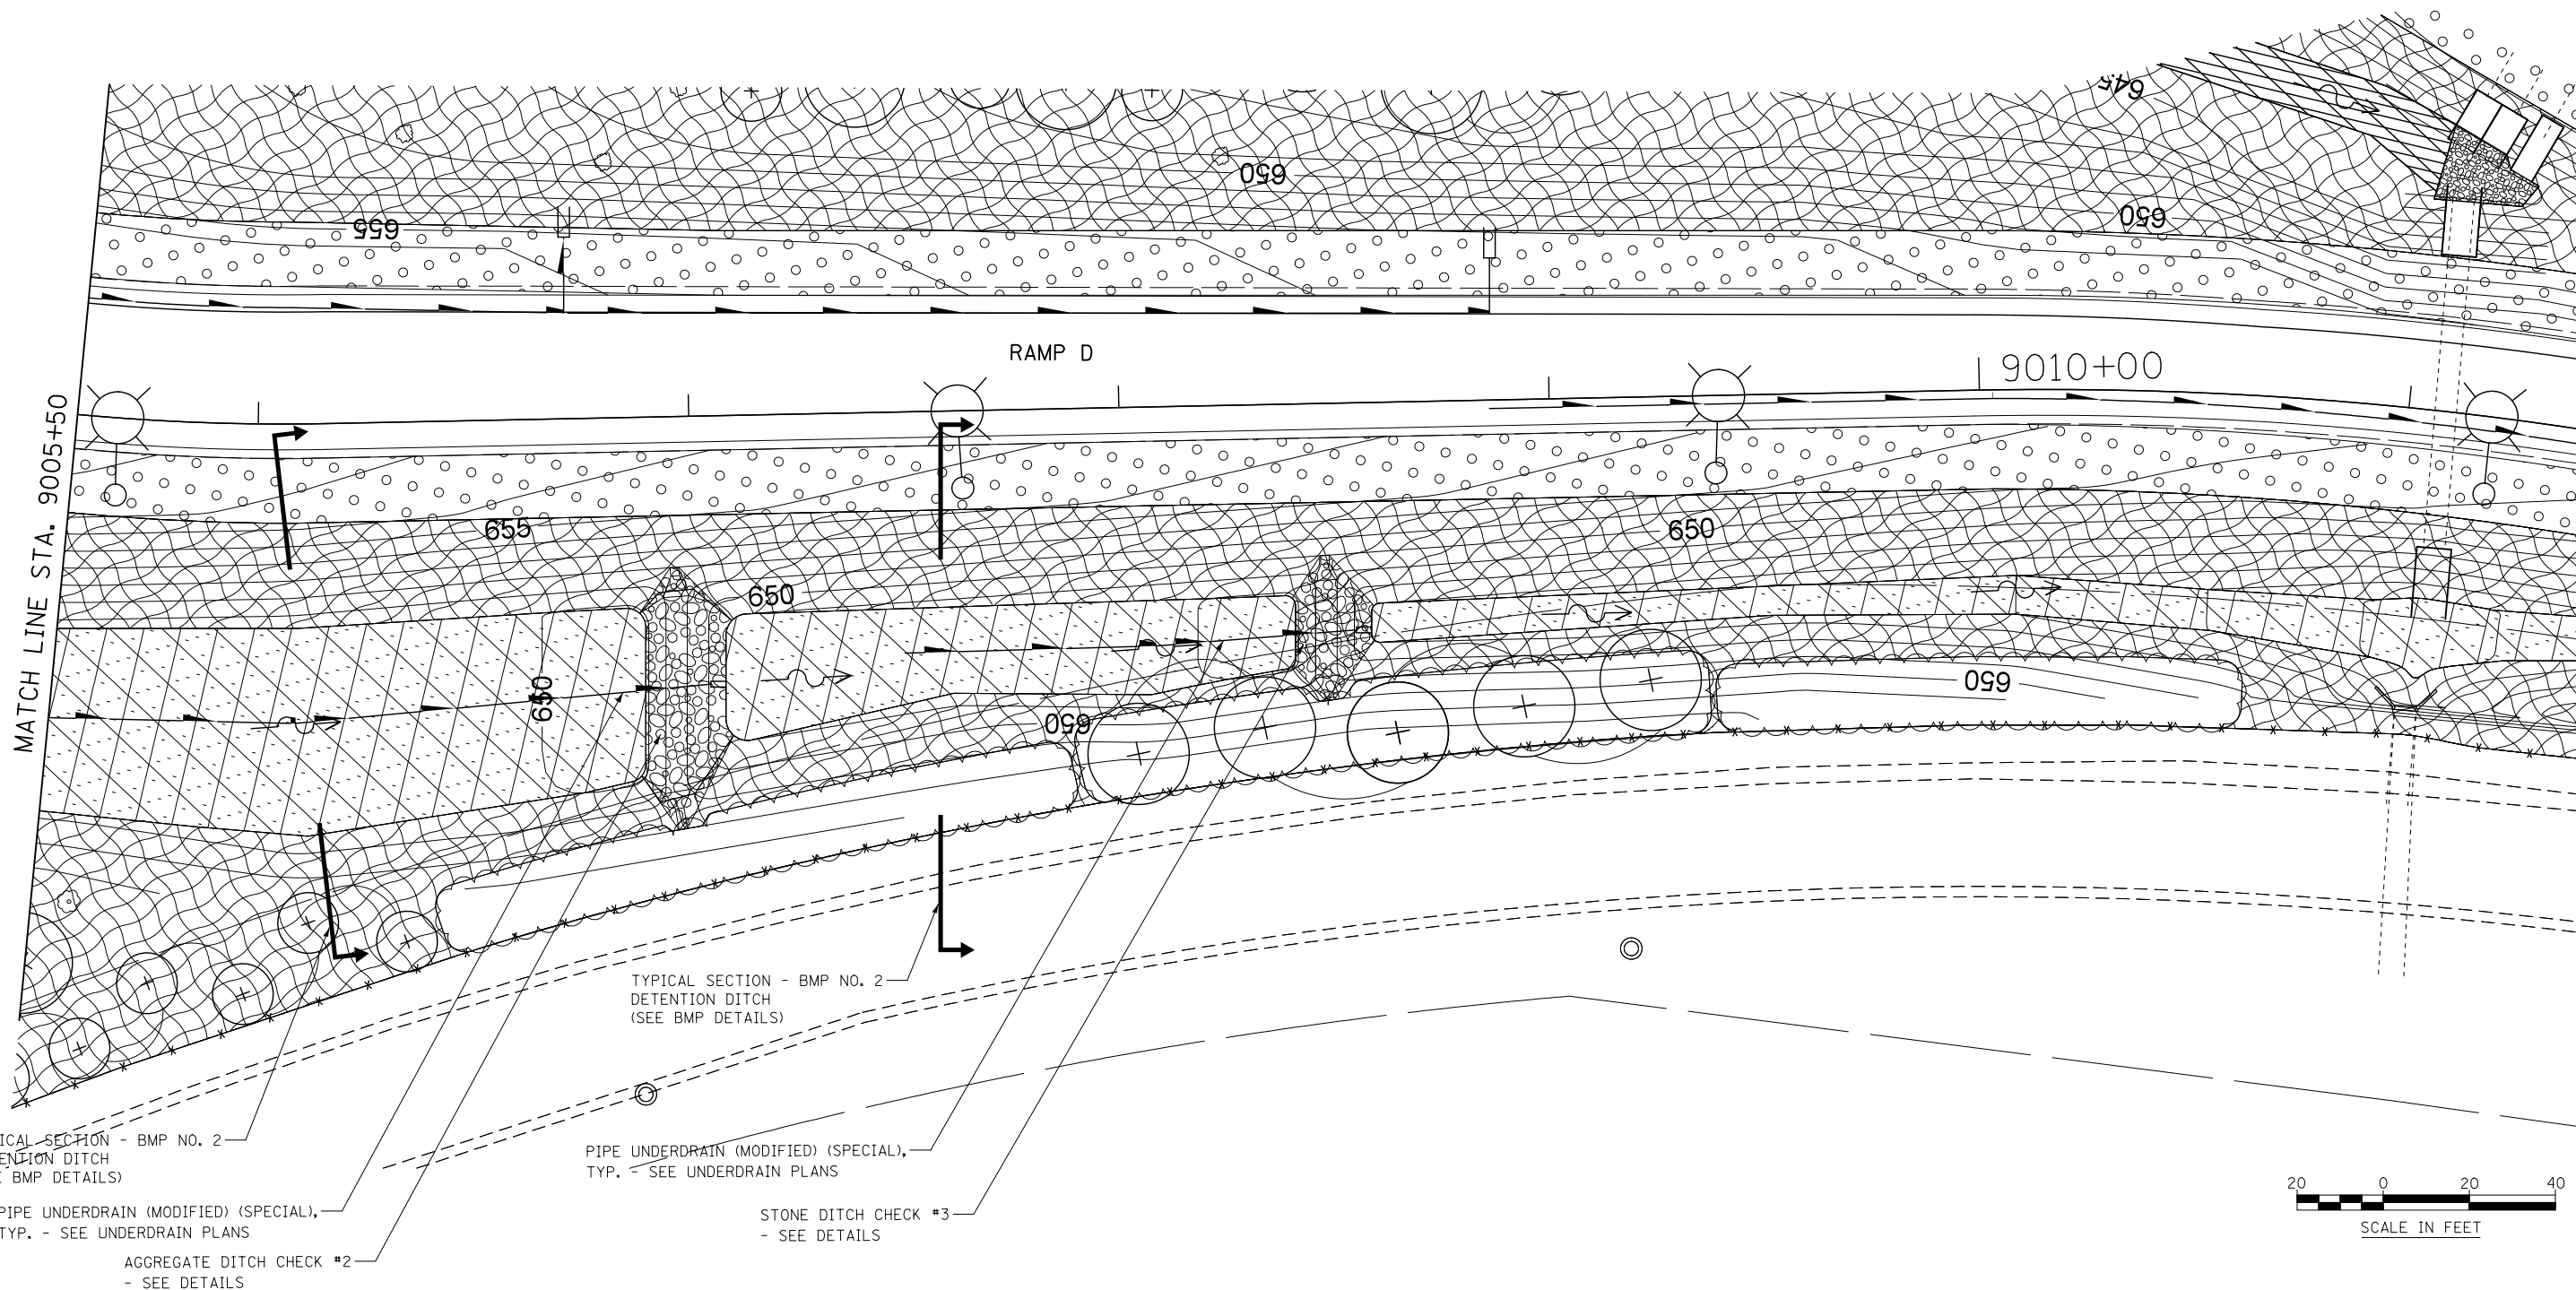 645
650
655
650
RAMP D
9010+00
MATCH LINE STA. 9005+50
655
650
650
650
650
650
650
TYPICAL SECTION - BMP NO. 2
DETENTION DITCH
(SEE BMP DETAILS)
ICAL SECTION - BMP NO. 2
ENTION DITCH
E BMP DETAILS)
PIPE UNDERDRAIN (MODIFIED) (SPECIAL),
TYP. - SEE UNDERDRAIN PLANS
PIPE UNDERDRAIN (MODIFIED) (SPECIAL),
TYP. - SEE UNDERDRAIN PLANS
STONE DITCH CHECK #3
- SEE DETAILS
AGGREGATE DITCH CHECK #2
- SEE DETAILS
20 0 20 40
SCALE IN FEET